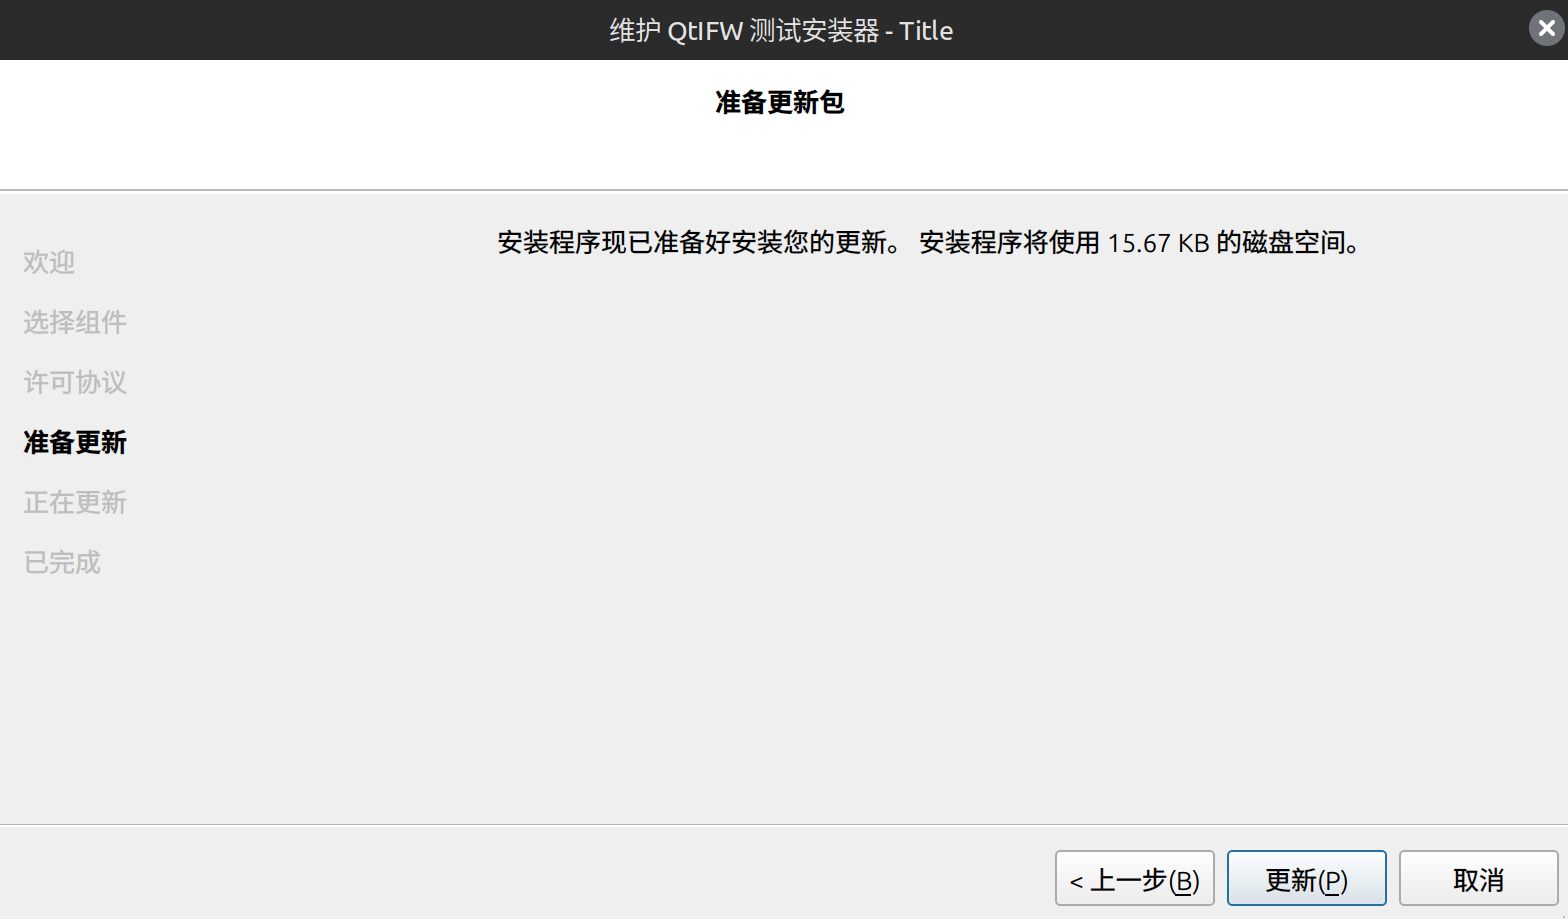 维护 QtIFW 测试安装器 - Title
准备更新包
安装程序现已准备好安装您的更新。 安装程序将使用 15.67 KB 的磁盘空间。
欢迎
选择组件
许可协议
准备更新
正在更新
已完成
< 上一步(B)
更新(P)
取消